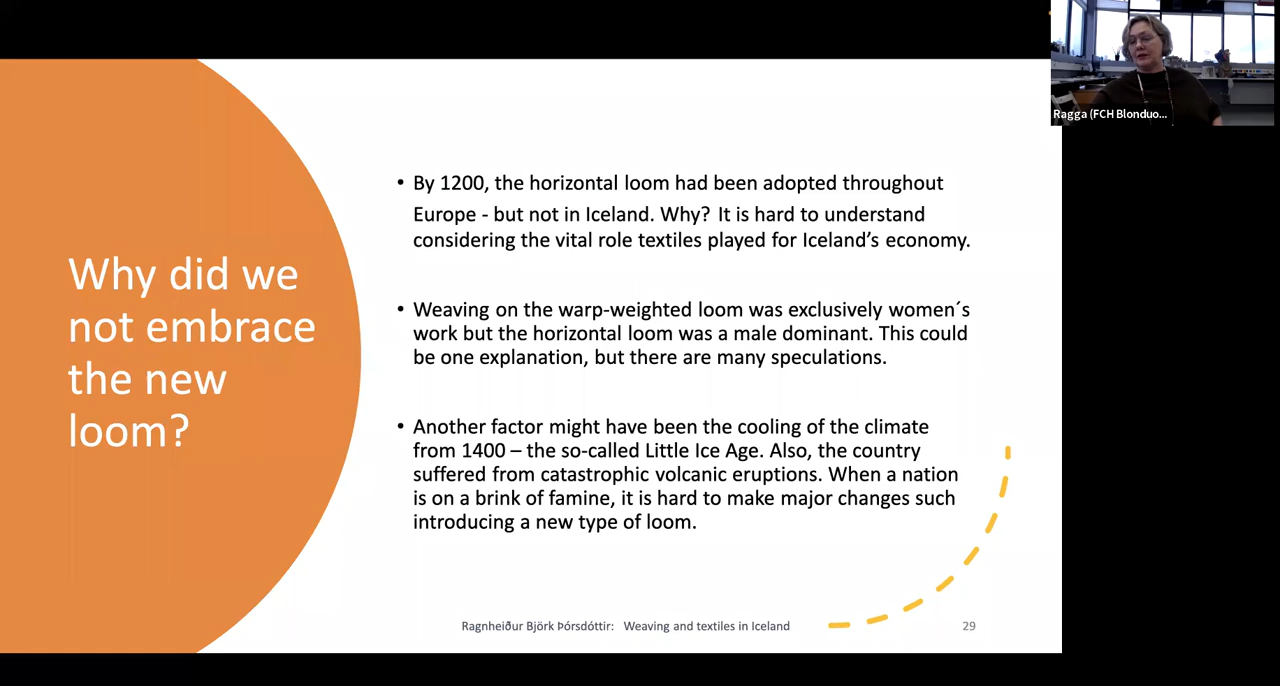 Ragga (FCH Blonduo...
Why did we
not embrace
the new
loom?
• By 1200, the horizontal loom had been adopted throughout
Europe - but not in Iceland. Why? It is hard to understand
considering the vital role textiles played for Iceland’s economy.
• Weaving on the warp-weighted loom was exclusively women´s
work but the horizontal loom was a male dominant. This could
be one explanation, but there are many speculations.
• Another factor might have been the cooling of the climate
from 1400 – the so-called Little Ice Age. Also, the country
suffered from catastrophic volcanic eruptions. When a nation
is on a brink of famine, it is hard to make major changes such
introducing a new type of loom.
Ragnheiður Björk Þórsdóttir: Weaving and textiles in Iceland
29